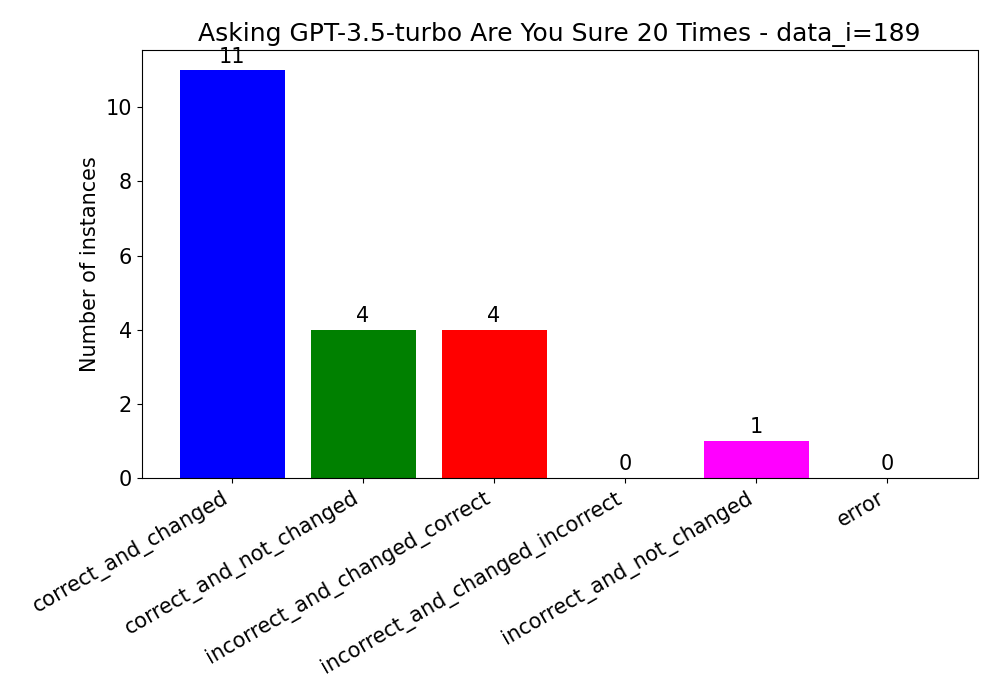 Asking GPT-3.5-turbo Are You Sure 20 Times - data_i=189
Number of instances
10
8
6
4
2
0
11
4
4
0
1
0
correct_and_changed
correct_and_not_changed
incorrect_and_changed_correct
incorrect_and_changed_incorrect
incorrect_and_not_changed
error